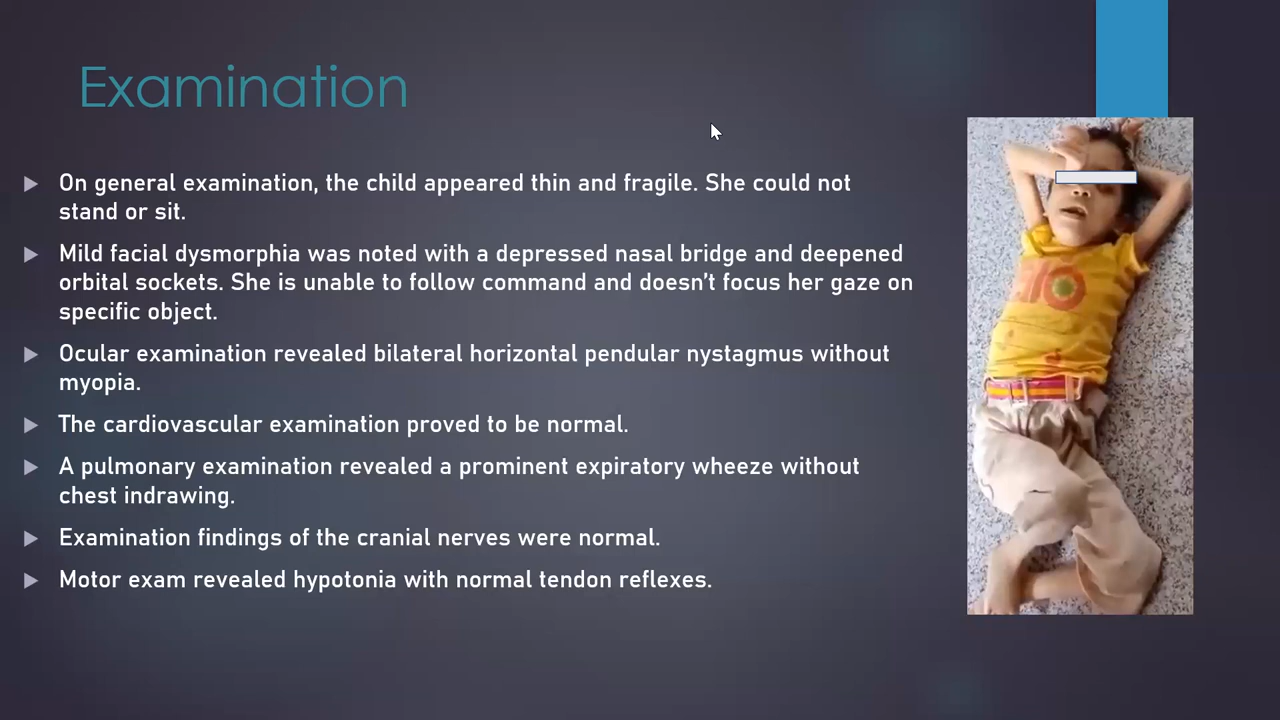 Examination
On general examination, the child appeared thin and fragile. She could not
stand or sit.
Mild facial dysmorphia was noted with a depressed nasal bridge and deepened
orbital sockets. She is unable to follow command and doesn’t focus her gaze on
specific object.
Ocular examination revealed bilateral horizontal pendular nystagmus without
myopia.
The cardiovascular examination proved to be normal.
A pulmonary examination revealed a prominent expiratory wheeze without
chest indrawing.
Examination findings of the cranial nerves were normal.
Motor exam revealed hypotonia with normal tendon reflexes.